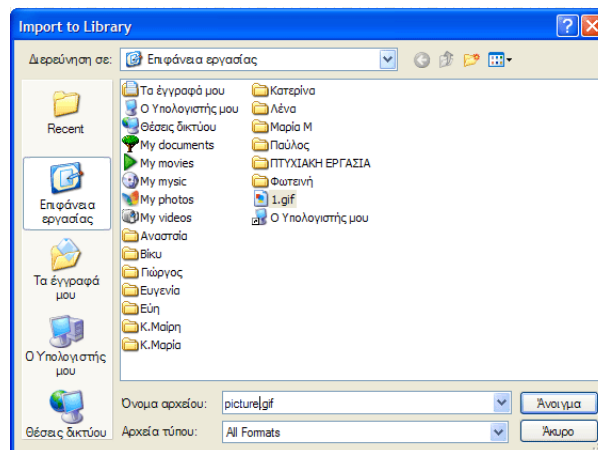 Import to Library
Διερεύνηση σε:
Επιφάνεια εργασίας
Recent
Επιφάνεια
εργασίας
Τα έγγραφά
μου
Ο Υπολογιστής
μου
Θέσεις δικτύου
Τα έγγραφά μου
Ο Υπολογιστής μου
Θέσεις δικτύου
My documents
My movies
My mysic
My photos
My videos
Αναστσία
Βίκυ
Γιώργος
Ευγενία
Εύη
Κ.Μαίρη
Κ.Μαρία
Κατερίνα
Λένα
Μαρία Μ
Παύλος
ΠΤΥΧΙΑΚΗ ΕΡΓΑΣΙΑ
Φωτεινή
1.gif
Ο Υπολογιστής μου
Όνομα αρχείου:
picture.gif
Άνοιγμα
Αρχεία τύπου:
All Formats
Άκυρο